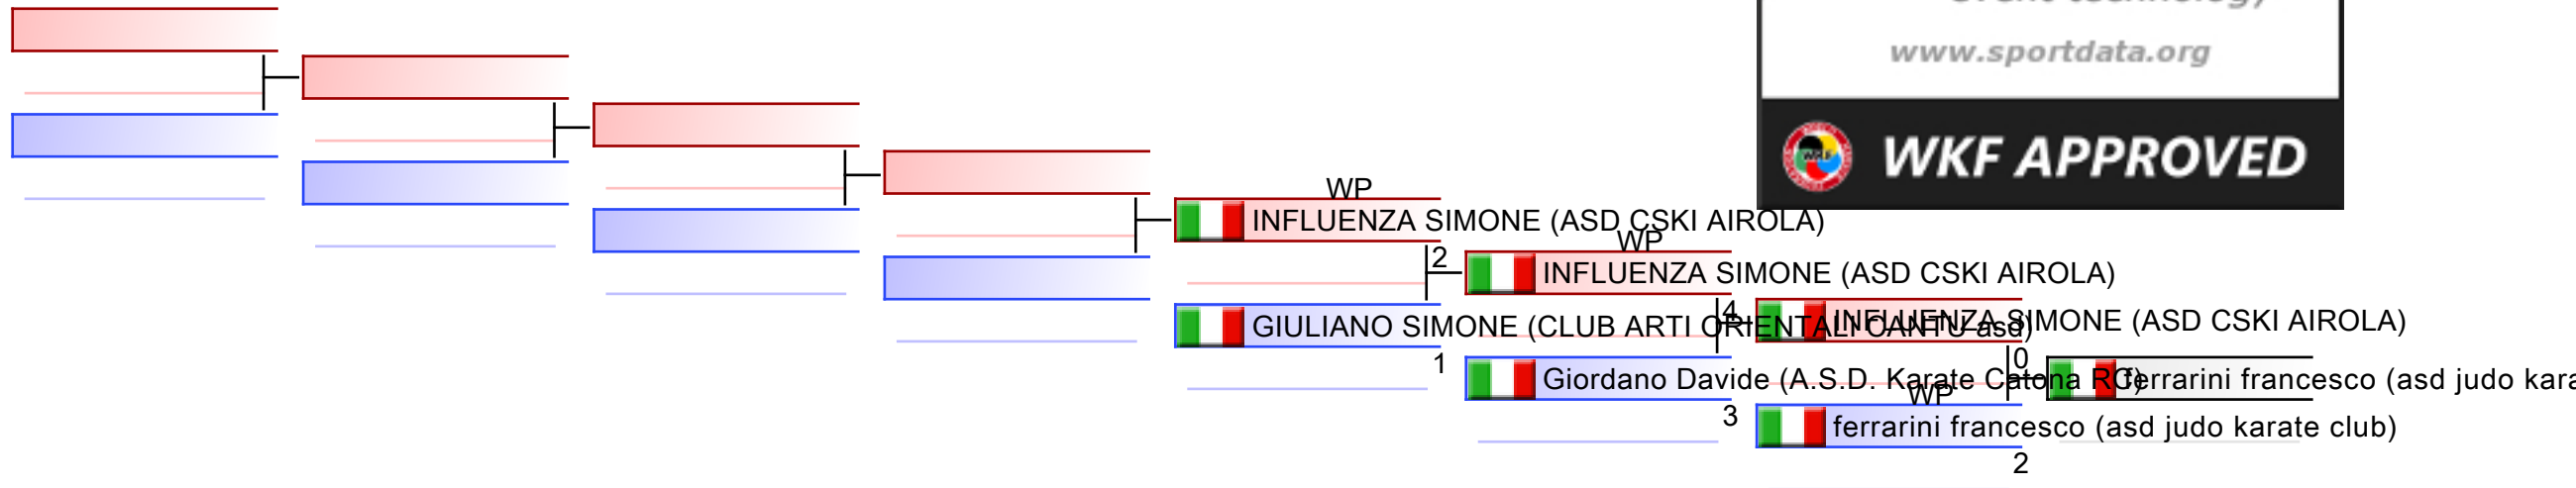 event technology
www.sportdata.org
WKF APPROVED
WP
INFLUENZA SIMONE (ASD CSKI AIROLA)
2
GIULIANO SIMONE (CLUB ARTI ORIENTALI CANTU asd)
1
WP
INFLUENZA SIMONE (ASD CSKI AIROLA)
4
Giordano Davide (A.S.D. Karate Catona RC)
3
INFLUENZA SIMONE (ASD CSKI AIROLA)
0
WP
ferrarini francesco (asd judo karate club)
2
ferrarini francesco (asd judo kara